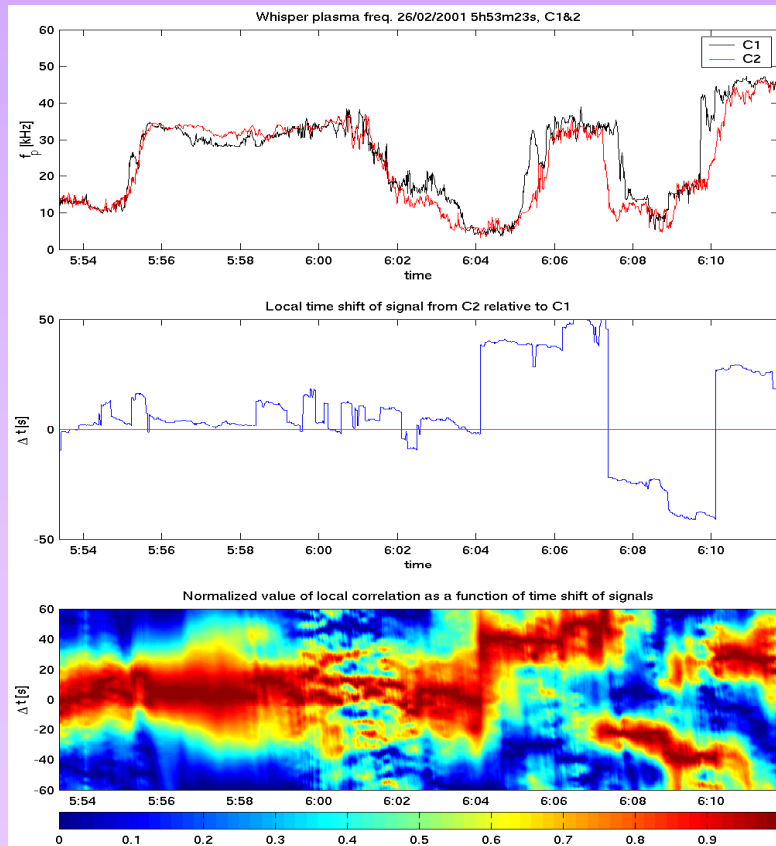 Whisper plasma freq. 26/02/2001 5h53m23s, C1&2
C1
C2
60
50
40
30
20
10
0
fp [kHz]
5:54 5:56 5:58 6:00 6:02 6:04 6:06 6:08 6:10
time
Local time shift of signal from C2 relative to C1
50
0
-50
Δ t [s]
5:54 5:56 5:58 6:00 6:02 6:04 6:06 6:08 6:10
time
Normalized value of local correlation as a function of time shift of signals
60
40
20
0
-20
-40
-60
Δ t [s]
5:54 5:56 5:58 6:00 6:02 6:04 6:06 6:08 6:10
0 0.1 0.2 0.3 0.4 0.5 0.6 0.7 0.8 0.9